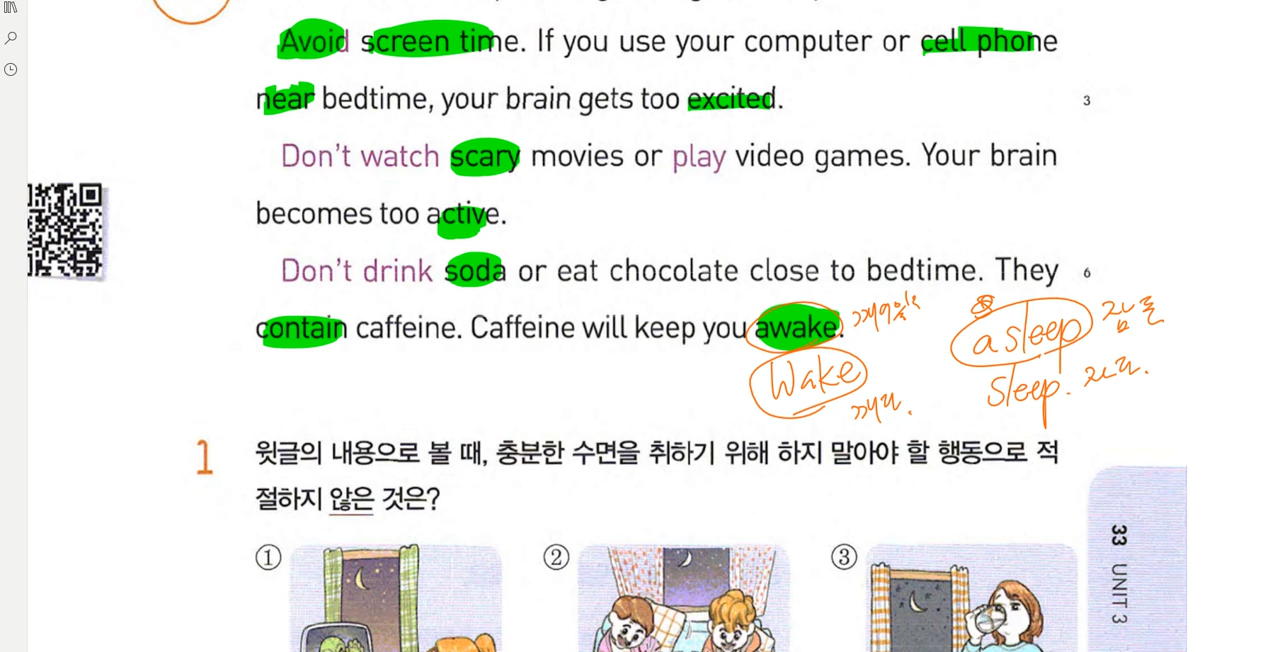 Avoid screen time. If you use your computer or cell phone
near bedtime, your brain gets too excited.
3
Don't watch scary movies or play video games. Your brain
becomes too active.
Don't drink soda or eat chocolate close to bedtime. They
6
contain caffeine. Caffeine will keep you awake.
asleep
잠든
Wake
깨다.
sleep. 자다.
1 윗글의 내용으로 볼 때, 충분한 수면을 취하기 위해 하지 말아야 할 행동으로 적
절하지 않은 것은?
① ② ③
33 UNIT 3